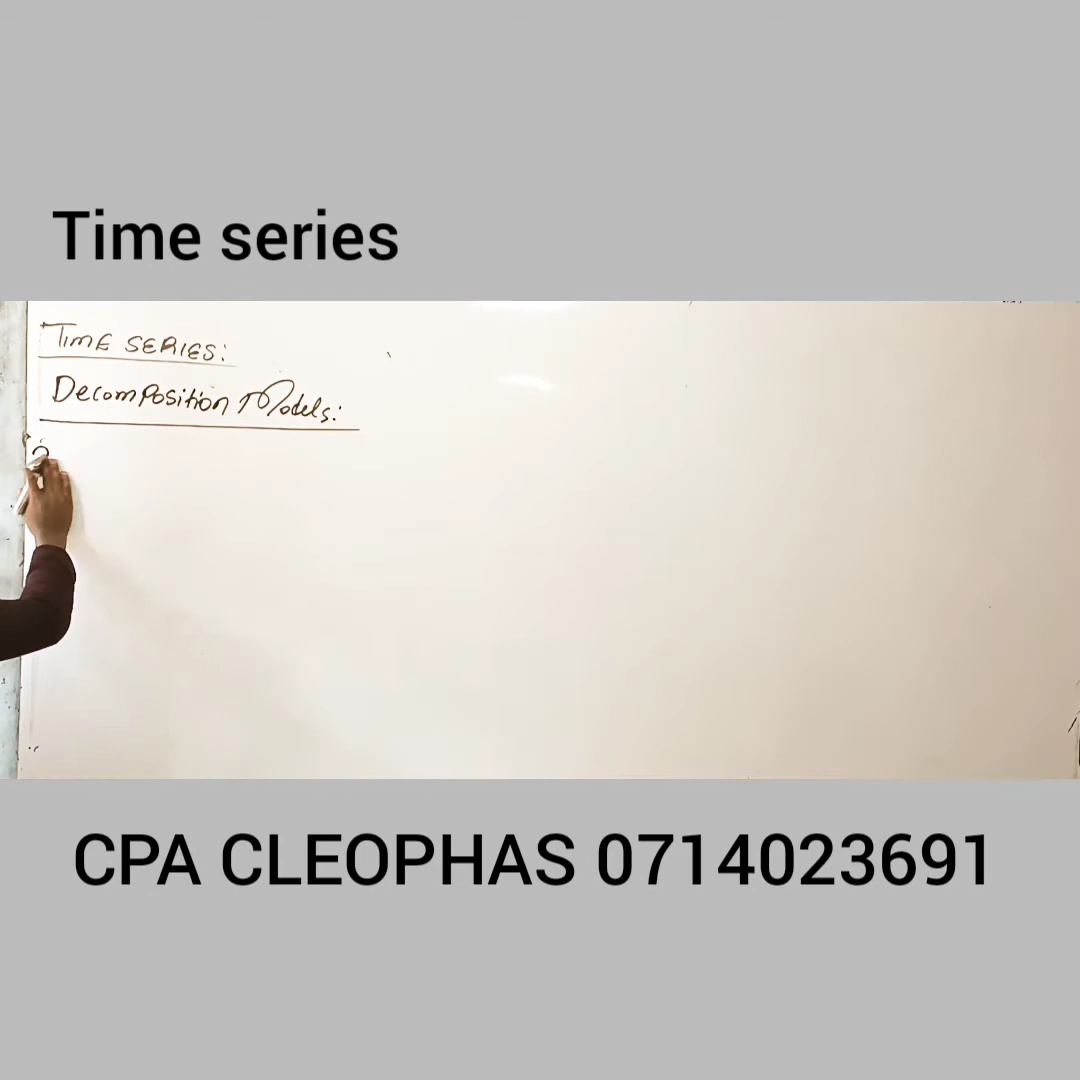 Time series
TIME SERIES:
Decomposition Models:
CPA CLEOPHAS 0714023691